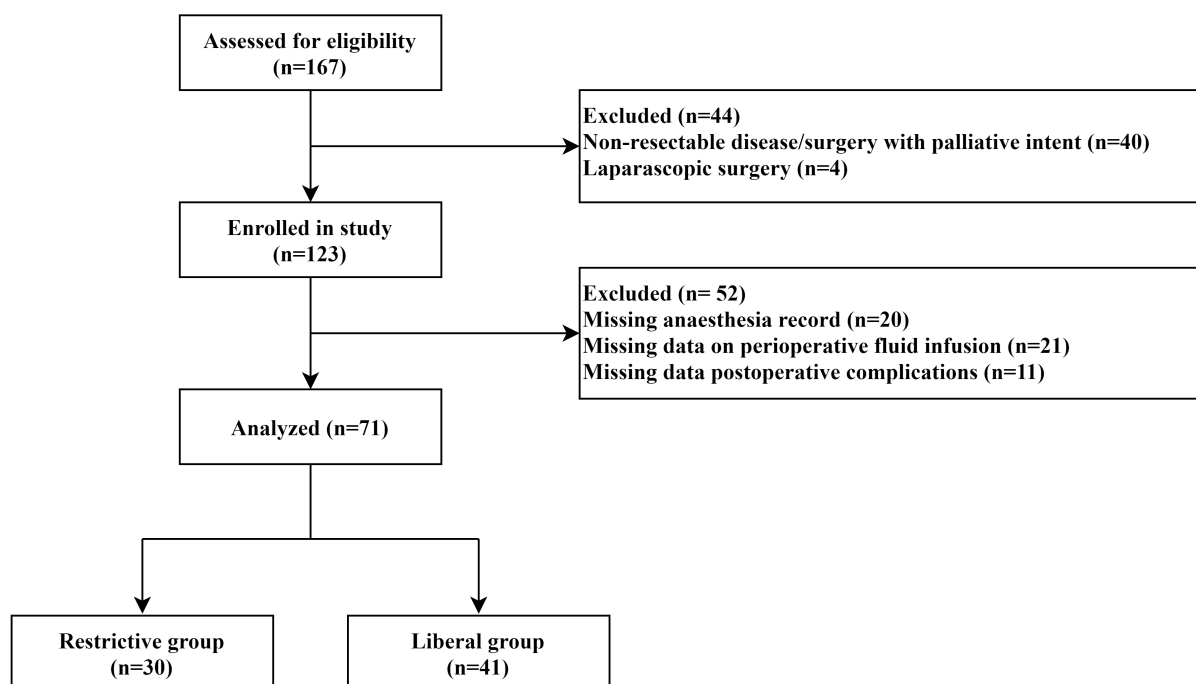 Assessed for eligibility
(n=167)
Excluded (n=44)
Non-resectable disease/surgery with palliative intent (n=40)
Laparascopic surgery (n=4)
Enrolled in study
(n=123)
Excluded (n= 52)
Missing anaesthesia record (n=20)
Missing data on perioperative fluid infusion (n=21)
Missing data postoperative complications (n=11)
Analyzed (n=71)
Restrictive group
(n=30)
Liberal group
(n=41)